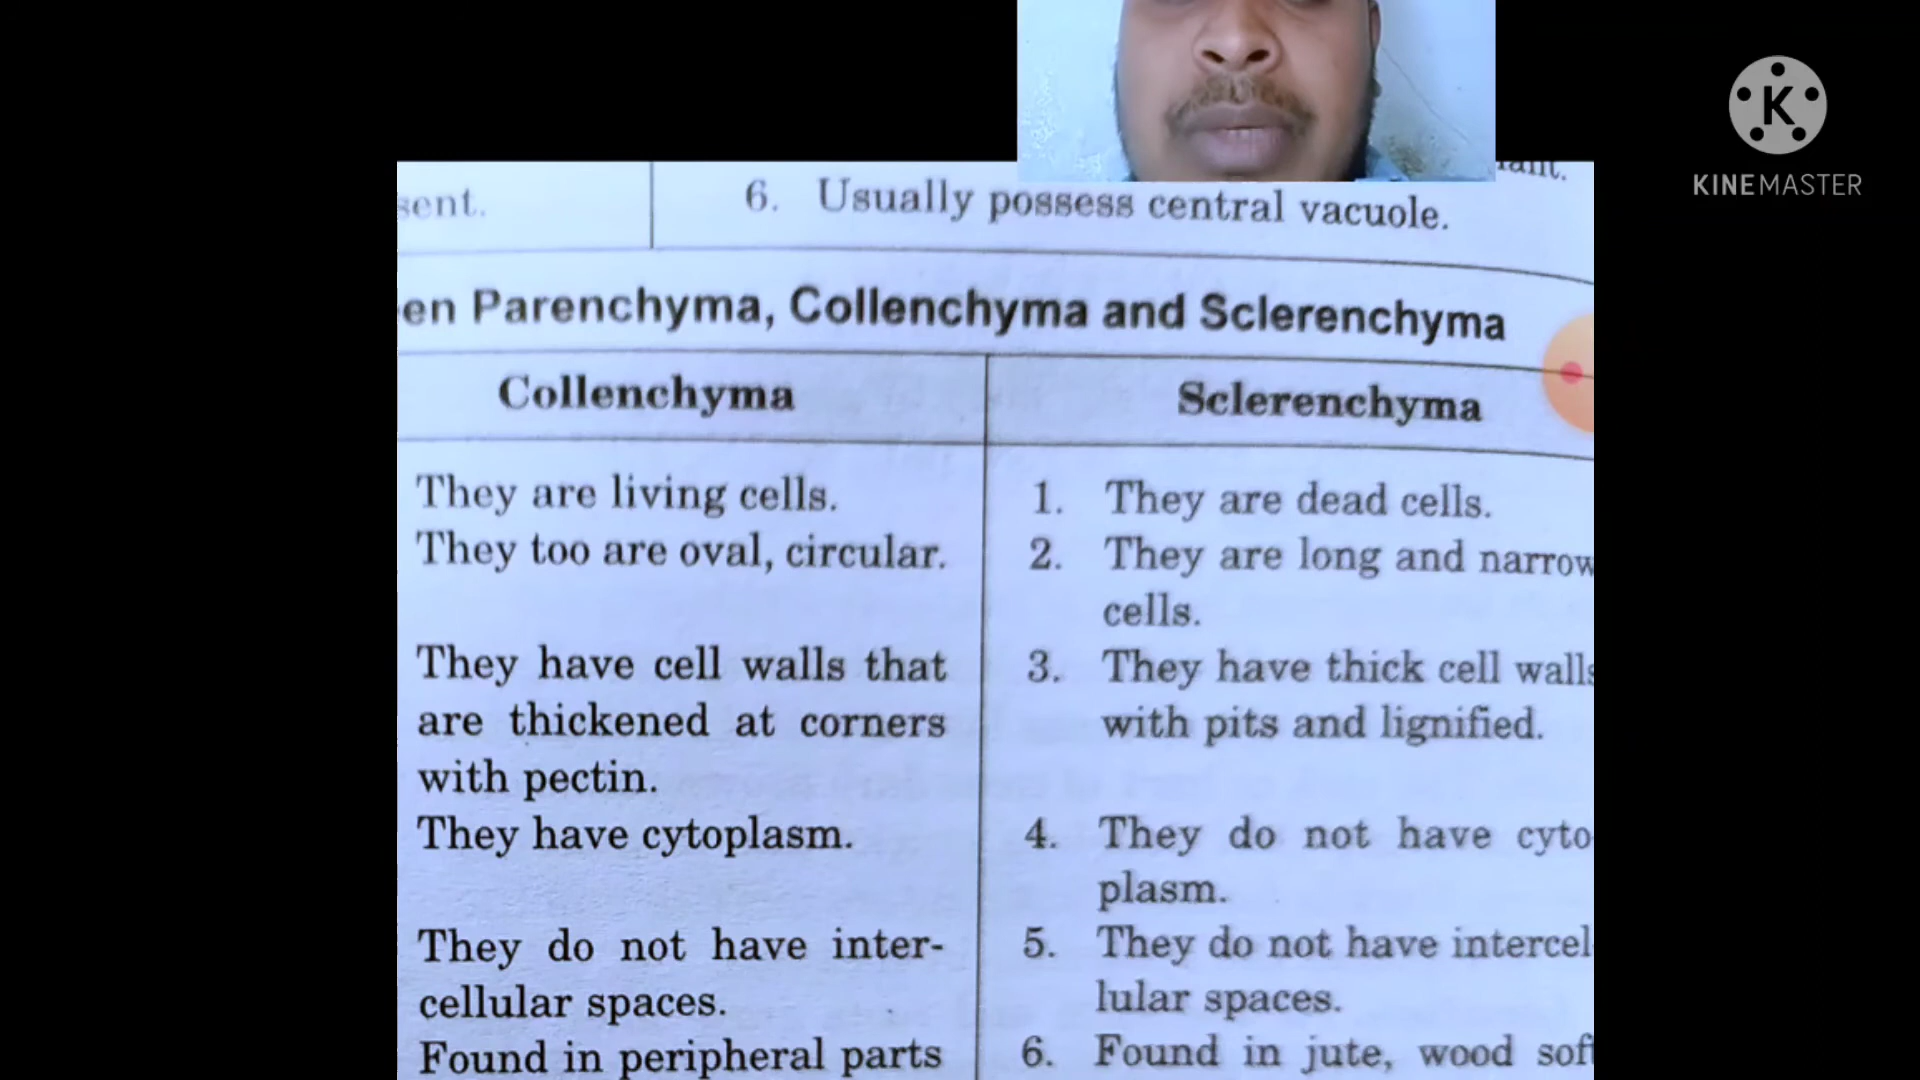 sent.
6. Usually possess central vacuole.
en Parenchyma, Collenchyma and Sclerenchyma
Collenchyma
Sclerenchyma
They are living cells.
They too are oval, circular.
They have cell walls that
are thickened at corners
with pectin.
They have cytoplasm.
They do not have inter-
cellular spaces.
Found in peripheral parts
1. They are dead cells.
2. They are long and narrow
cells.
3. They have thick cell walls
with pits and lignified.
4. They do not have cyto
plasm.
5. They do not have intercel
lular spaces.
6. Found in jute, wood sof
K
KINEMASTER